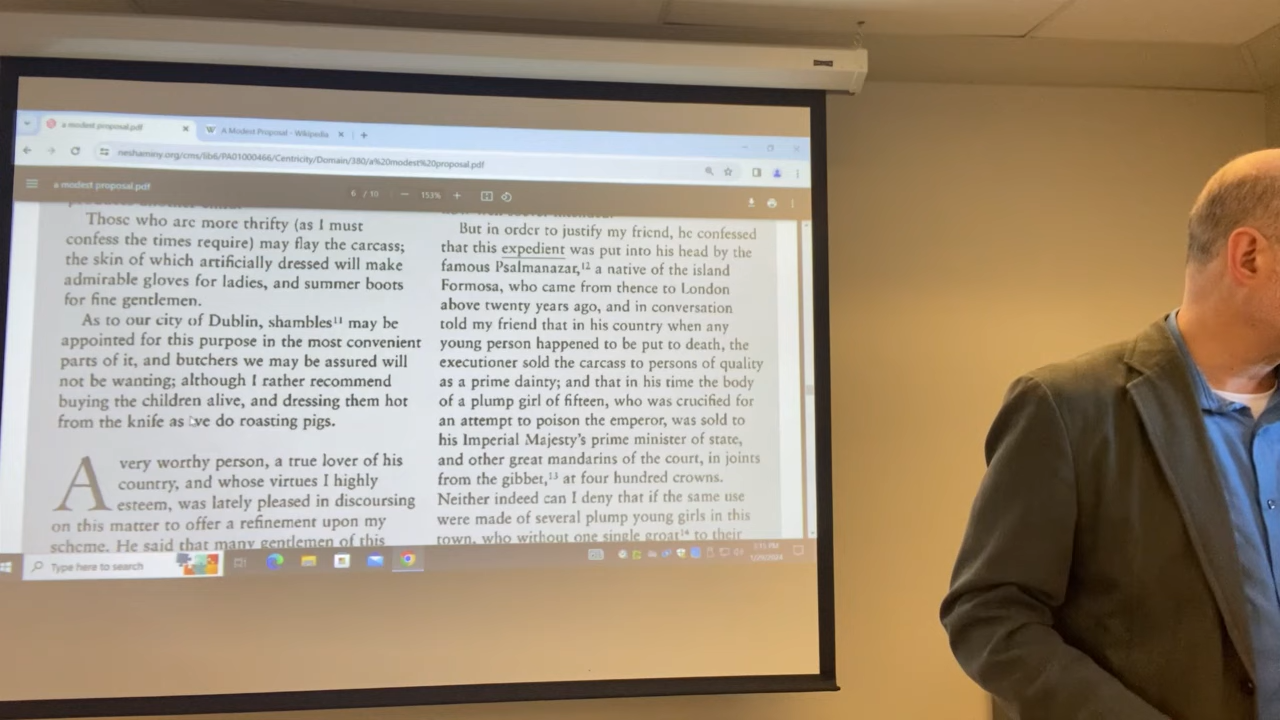 a modest proposal.pdf
A Modest Proposal - Wikipedia
neshaminy.org/cms/lib6/PA01000466/Centricity/Domain/380/a%20modest%20proposal.pdf
a modest proposal.pdf
6 / 10
153%
Those who are more thrifty (as I must
confess the times require) may flay the carcass;
the skin of which artificially dressed will make
admirable gloves for ladies, and summer boots
for fine gentlemen.
As to our city of Dublin, shambles¹¹ may be
appointed for this purpose in the most convenient
parts of it, and butchers we may be assured will
not be wanting; although I rather recommend
buying the children alive, and dressing them hot
from the knife as we do roasting pigs.
A very worthy person, a true lover of his
country, and whose virtues I highly
esteem, was lately pleased in discoursing
on this matter to offer a refinement upon my
scheme. He said that many gentlemen of this
But in order to justify my friend, he confessed
that this expedient was put into his head by the
famous Psalmanazar,¹² a native of the island
Formosa, who came from thence to London
above twenty years ago, and in conversation
told my friend that in his country when any
young person happened to be put to death, the
executioner sold the carcass to persons of quality
as a prime dainty; and that in his time the body
of a plump girl of fifteen, who was crucified for
an attempt to poison the emperor, was sold to
his Imperial Majesty's prime minister of state,
and other great mandarins of the court, in joints
from the gibbet,¹³ at four hundred crowns.
Neither indeed can I deny that if the same use
were made of several plump young girls in this
town, who without one single groat¹⁴ to their
Type here to search